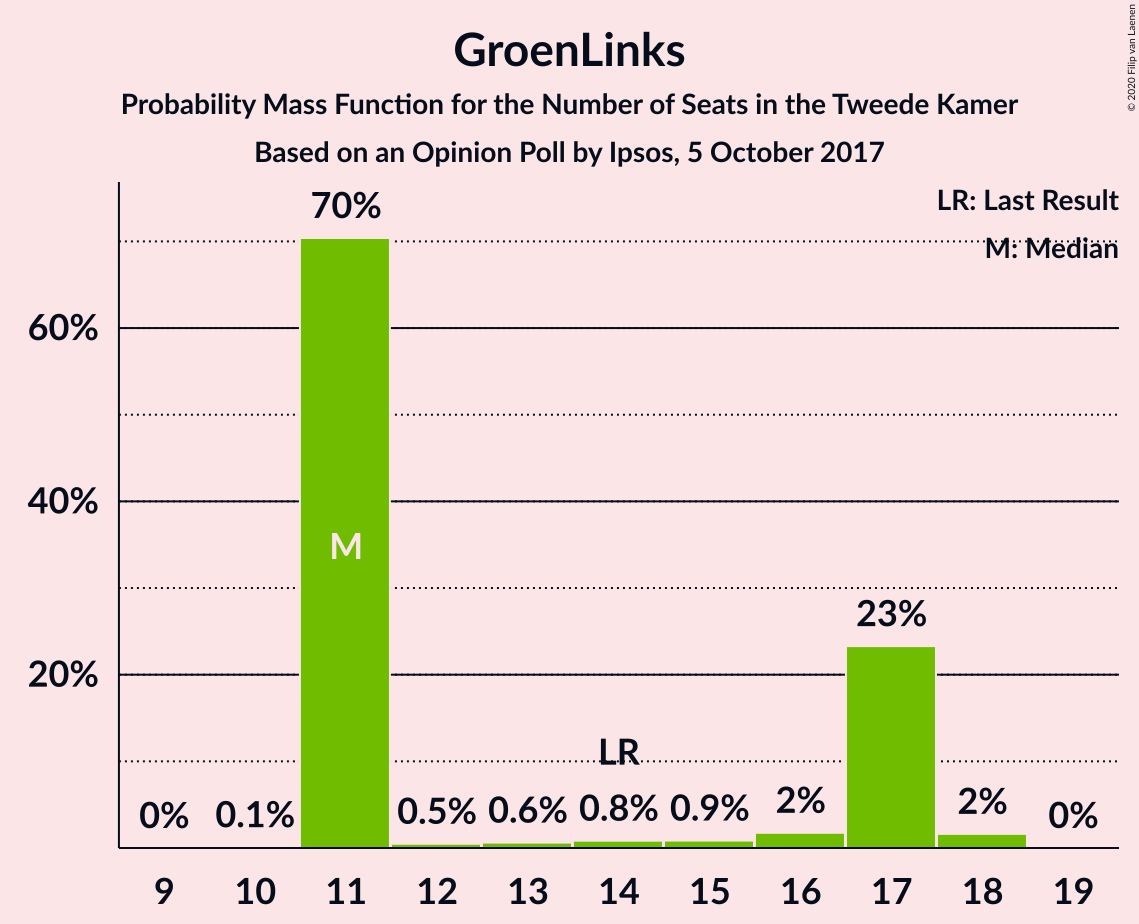 GroenLinks
Probability Mass Function for the Number of Seats in the Tweede Kamer
Based on an Opinion Poll by Ipsos, 5 October 2017
© 2020 Filip van Laenen
LR: Last Result
M: Median
60%
40%
20%
0%
0.1%
70%
M
0.5%
0.6%
LR
0.8%
0.9%
2%
23%
2%
0%
9 10 11 12 13 14 15 16 17 18 19